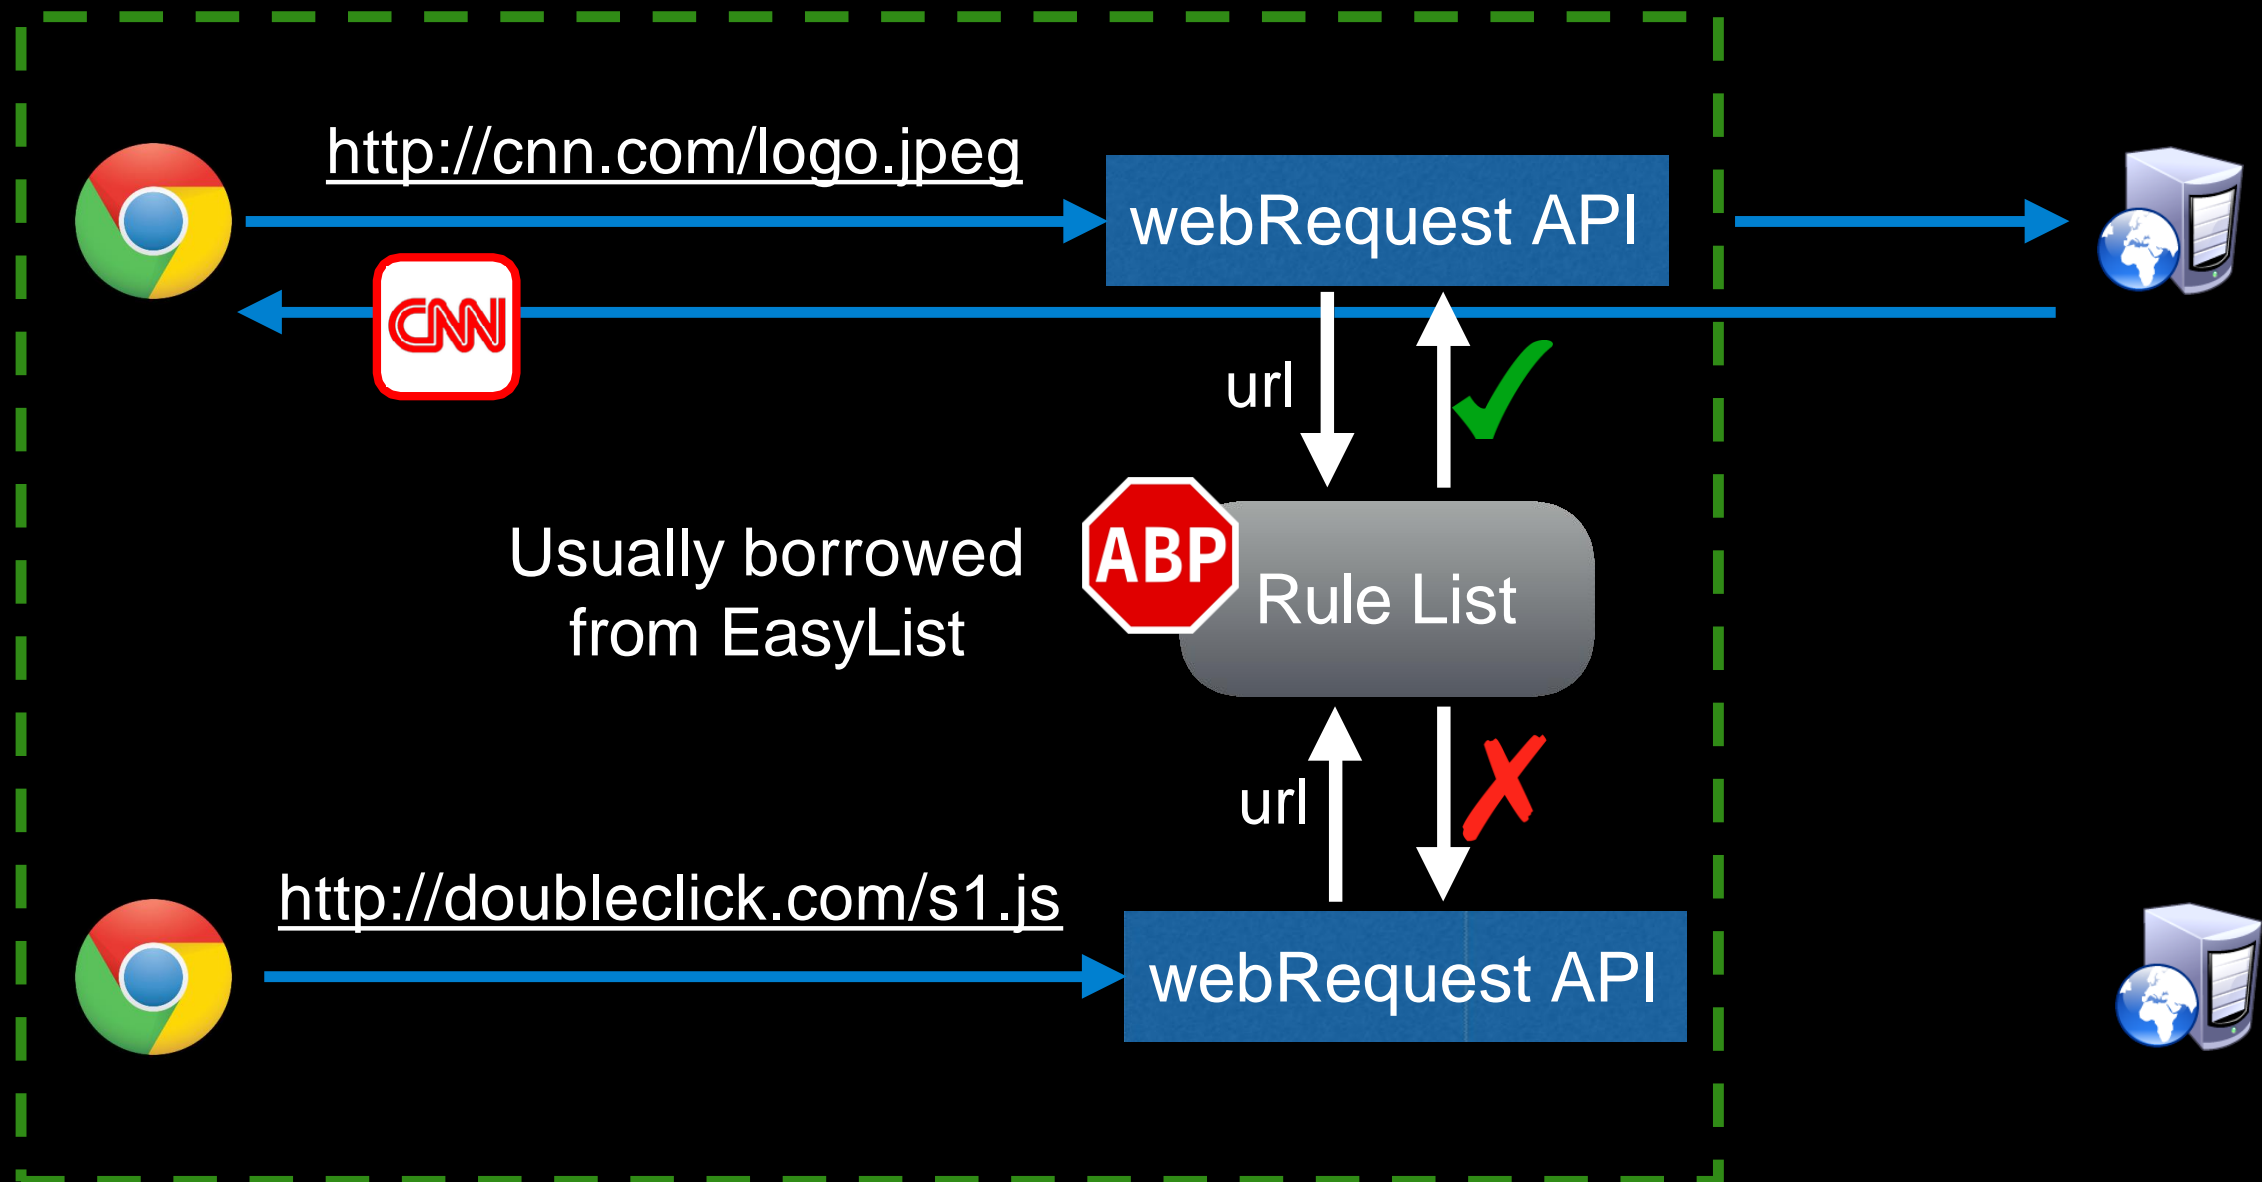 http://cnn.com/logo.jpeg
webRequest API
CNN
url
Usually borrowed
from EasyList
ABP
Rule List
url
http://doubleclick.com/s1.js
webRequest API